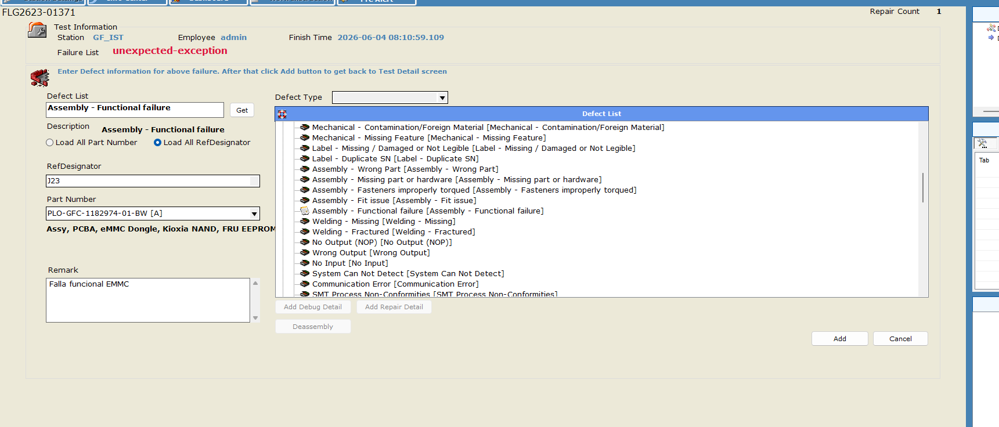 FLG2623-01371
Repair Count 1
Test Information
Station GF_IST Employee admin Finish Time 2026-06-04 08:10:59.109
Failure List unexpected-exception
Enter Defect information for above failure. After that click Add button to get back to Test Detail screen
Defect List
Assembly - Functional failure
Get
Description Assembly - Functional failure
Load All Part Number Load All RefDesignator
RefDesignator
J23
Part Number
PLO-GFC-1182974-01-BW [A]
Assy, PCBA, eMMC Dongle, Kioxia NAND, FRU EEPROM
Remark
Falla funcional EMMC
Defect Type
Defect List
Mechanical - Contamination/Foreign Material [Mechanical - Contamination/Foreign Material]
Mechanical - Missing Feature [Mechanical - Missing Feature]
Label - Missing / Damaged or Not Legible [Label - Missing / Damaged or Not Legible]
Label - Duplicate SN [Label - Duplicate SN]
Assembly - Wrong Part [Assembly - Wrong Part]
Assembly - Missing part or hardware [Assembly - Missing part or hardware]
Assembly - Fasteners improperly torqued [Assembly - Fasteners improperly torqued]
Assembly - Fit issue [Assembly - Fit issue]
Assembly - Functional failure [Assembly - Functional failure]
Welding - Missing [Welding - Missing]
Welding - Fractured [Welding - Fractured]
No Output (NOP) [No Output (NOP)]
Wrong Output [Wrong Output]
No Input [No Input]
System Can Not Detect [System Can Not Detect]
Communication Error [Communication Error]
SMT Process Non-Conformities [SMT Process Non-Conformities]
Add Debug Detail Add Repair Detail
Deassembly
Add Cancel
Tab